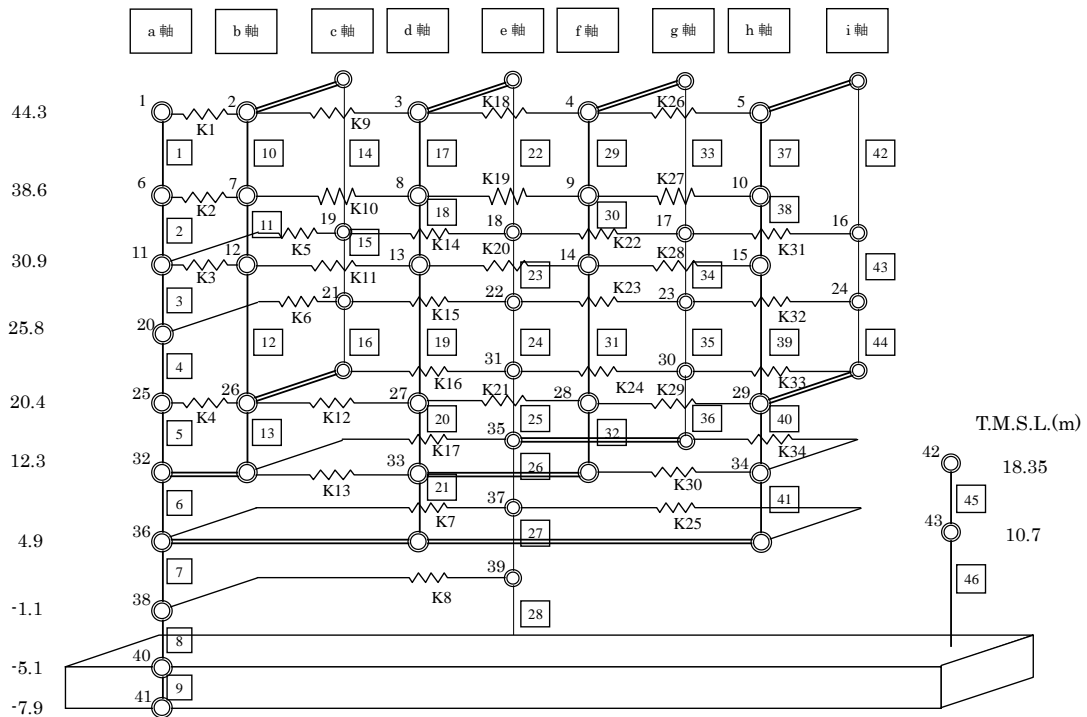 a 軸 b 軸 c 軸 d 軸 e 軸 f 軸 g 軸 h 軸 i 軸
44.3 1 2 3 4 5
K1 K9 K18 K26
1 10 14 17 22 29 33 37 42
38.6 6 7 8 9 10
K2 K10 K19 K27
18 30 38
2 11 19 15 18 17 16
K5 K14 K22 K31
30.9 11 12 13 14 15
K3 K11 K20 K28
23 34 43
3 21 22 23 24
K6 K15 K23 K32
25.8 20
4 12 16 19 24 31 35 39 44
31 30
K16 K24 K33
20.4 25 26 27 28 29
K4 K12 K21 K29
5 13 20 25 32 36 40
35
K17 K34
T.M.S.L.(m)
12.3 32 33 34
K13 K30
26
42 18.35
6 21 41 45
37
K7 K25
27
43 10.7
4.9 36
7 46
39
K8
-1.1 38
28
8
-5.1 40
9
-7.9 41